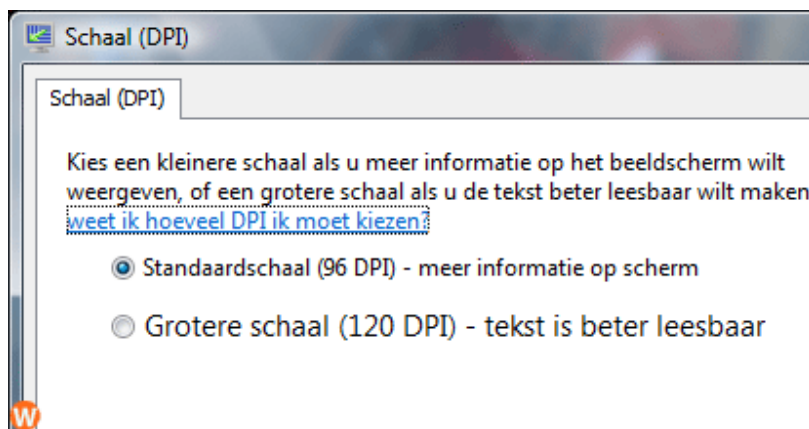 Schaal (DPI)
Schaal (DPI)
Kies een kleinere schaal als u meer informatie op het beeldscherm wilt
weergeven, of een grotere schaal als u de tekst beter leesbaar wilt maken
weet ik hoeveel DPI ik moet kiezen?
Standaardschaal (96 DPI) - meer informatie op scherm
Grotere schaal (120 DPI) - tekst is beter leesbaar
W